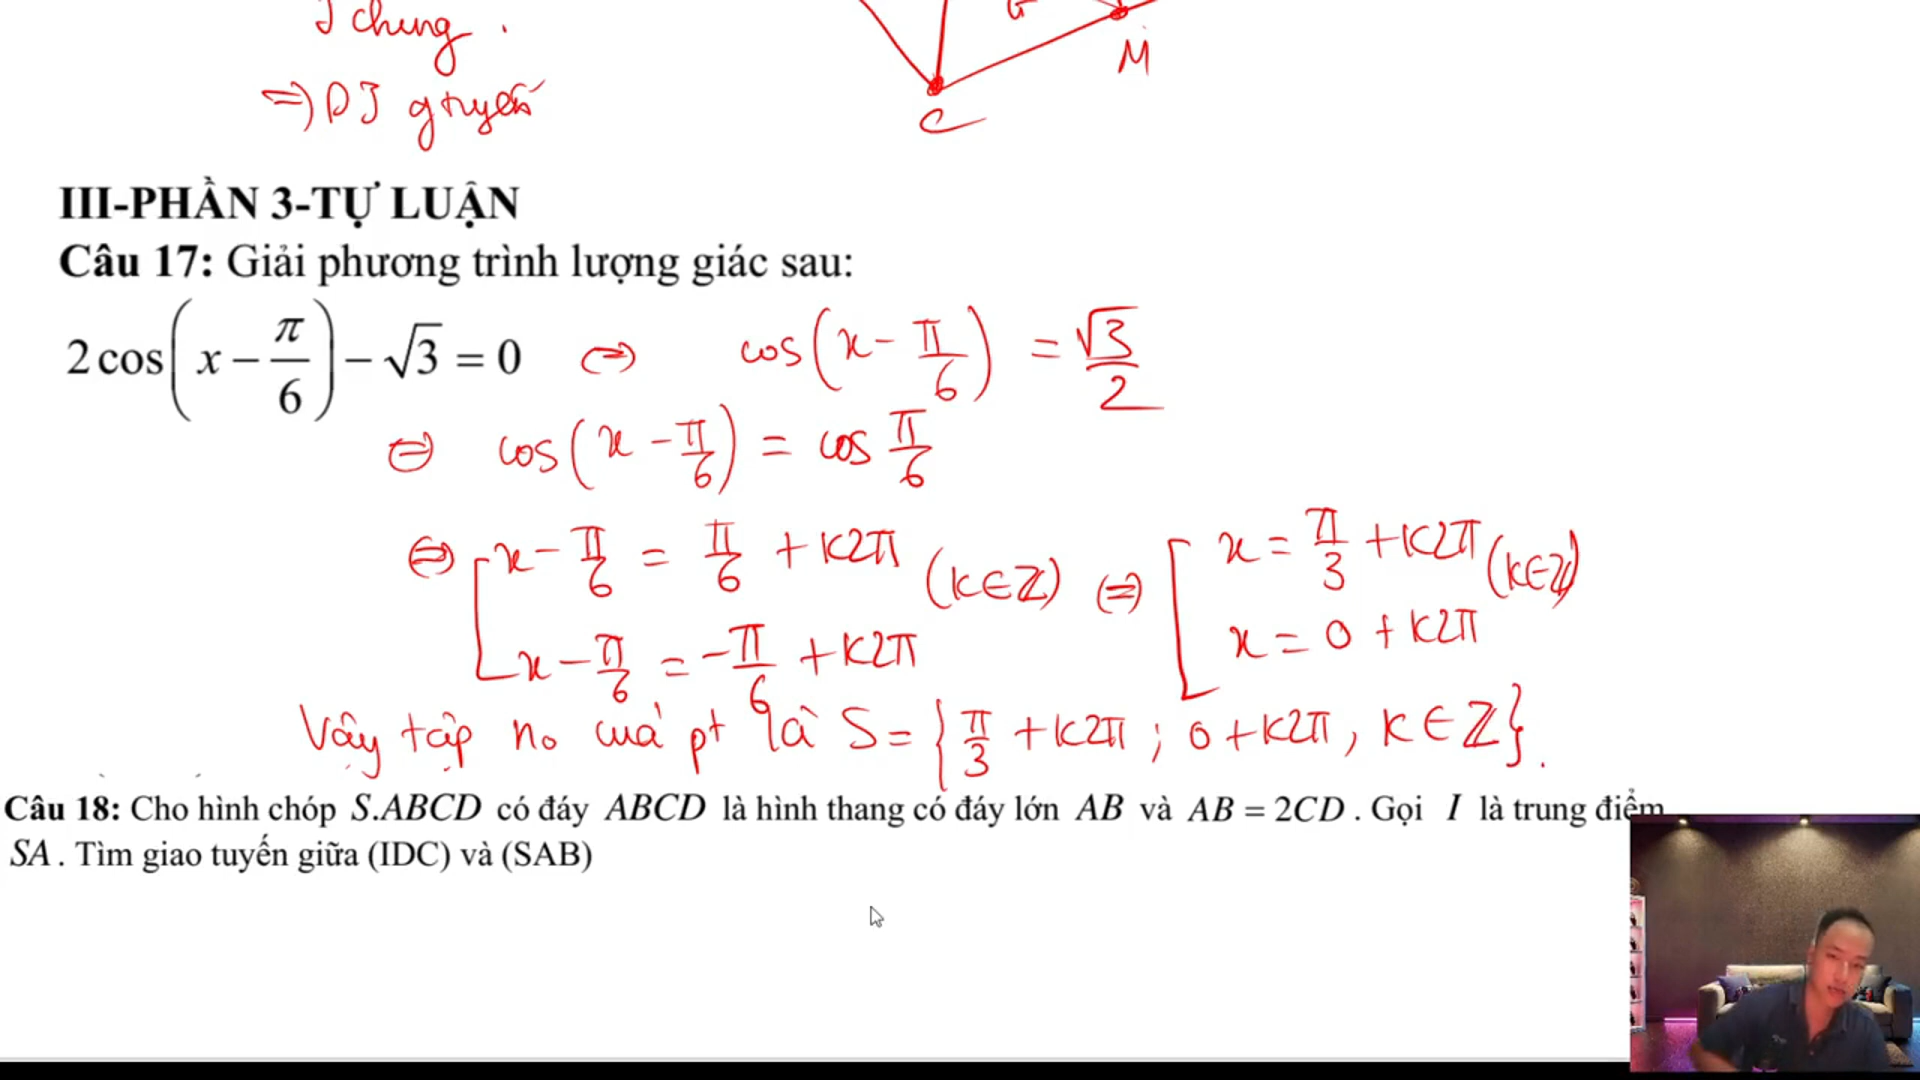 J chung.
G
M
⇒ DJ gtuyến
C
III-PHẦN 3-TỰ LUẬN
Câu 17: Giải phương trình lượng giác sau:
2cos(x − π/6) − √3 = 0 ⇔ cos(x − π/6) = √3/2
⇔ cos(x − π/6) = cos π/6
⇔ [ x − π/6 = π/6 + k2π (k∈ℤ) ⇔ [ x = π/3 + k2π (k∈ℤ)
x − π/6 = −π/6 + k2π x = 0 + k2π
Vậy tập no của pt là S = {π/3 + k2π ; 0 + k2π, k ∈ ℤ}.
Câu 18: Cho hình chóp S.ABCD có đáy ABCD là hình thang có đáy lớn AB và AB = 2CD. Gọi I là trung điểm
SA. Tìm giao tuyến giữa (IDC) và (SAB)